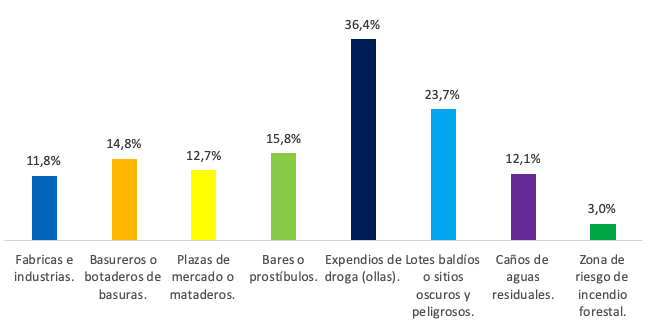 36,4%
23,7%
15,8%
14,8%
12,7%
12,1%
11,8%
3,0%
Fabricas e
industrias.
Basureros o
botaderos de
basuras.
Plazas de
mercado o
mataderos.
Bares o
prostíbulos.
Expendios de
droga (ollas).
Lotes baldíos
o sitios
oscuros y
peligrosos.
Caños de
aguas
residuales.
Zona de
riesgo de
incendio
forestal.